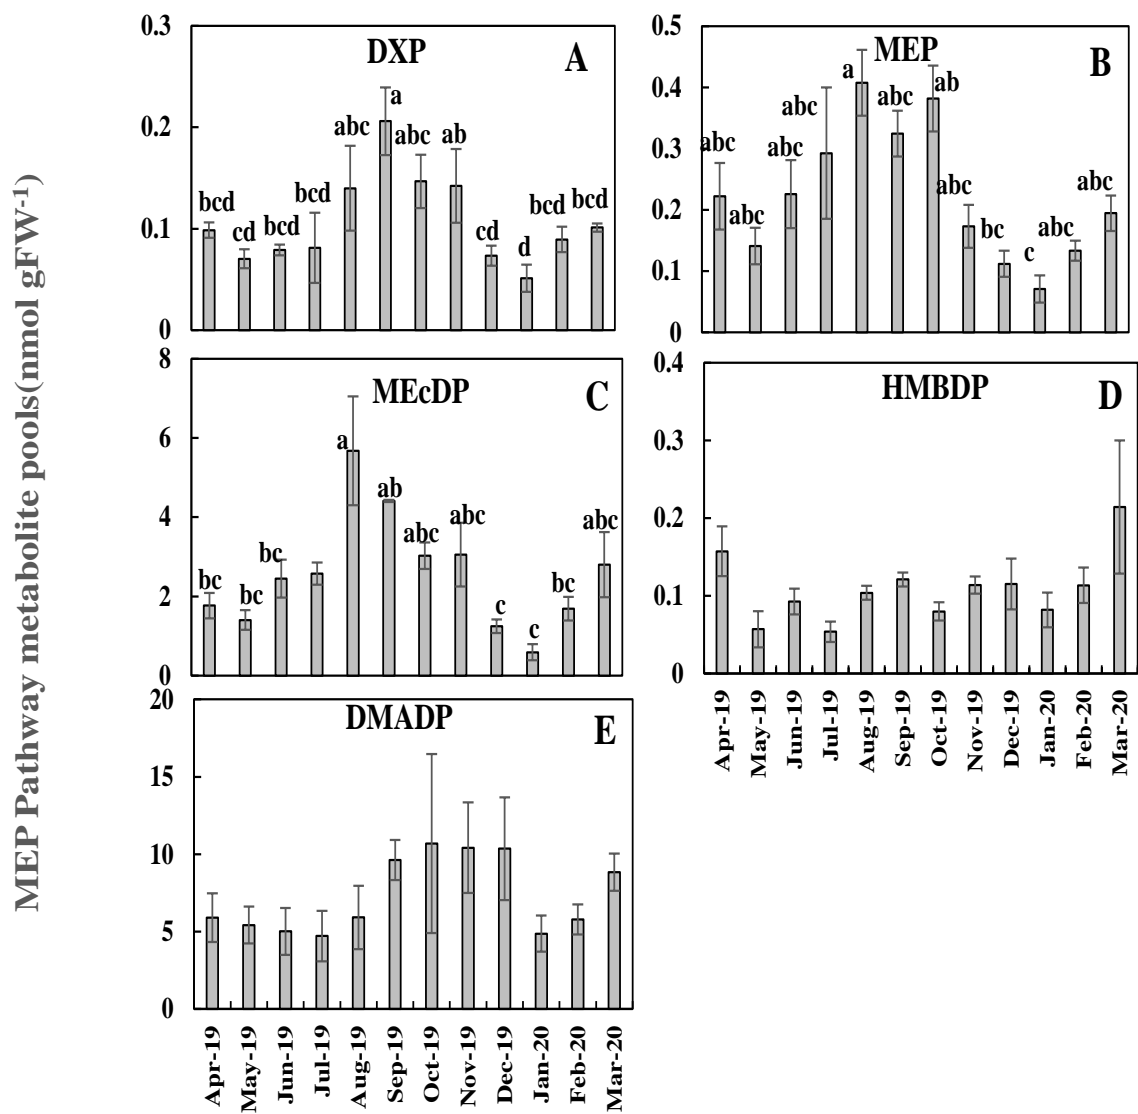 MEP Pathway metabolite pools(nmol gFW-1)
0.3
0.2
0.1
0
DXP
A
bcd
cd
bcd
bcd
abc
a
abc
ab
cd
d
bcd
bcd
0.5
0.4
0.3
0.2
0.1
0
MEP
B
abc
abc
abc
abc
a
abc
ab
abc
bc
c
abc
abc
8
6
4
2
0
MEcDP
C
bc
bc
bc
a
ab
abc
abc
c
c
bc
abc
0.4
0.3
0.2
0.1
0
HMBDP
D
Apr-19
May-19
Jun-19
Jul-19
Aug-19
Sep-19
Oct-19
Nov-19
Dec-19
Jan-20
Feb-20
Mar-20
20
15
10
5
0
DMADP
E
Apr-19
May-19
Jun-19
Jul-19
Aug-19
Sep-19
Oct-19
Nov-19
Dec-19
Jan-20
Feb-20
Mar-20